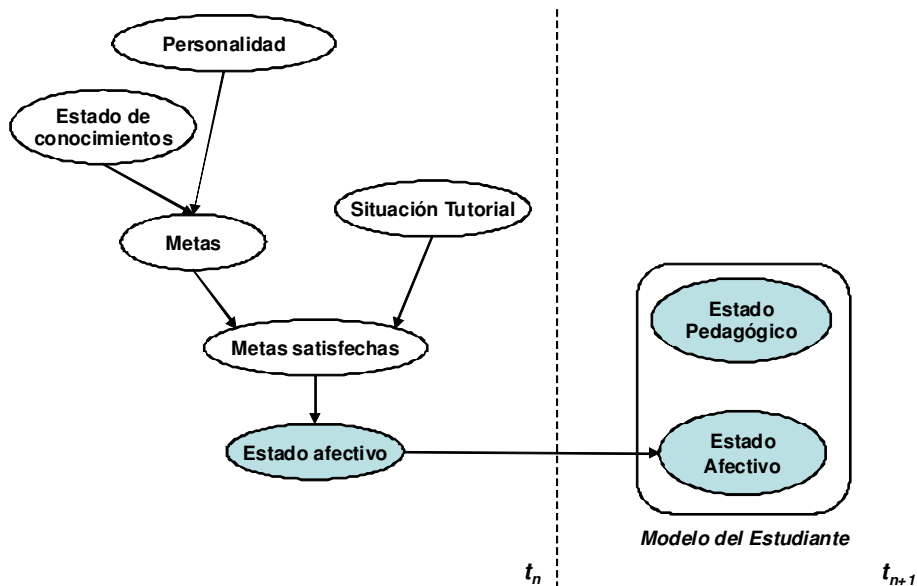 Personalidad
Estado de
conocimientos
Situación Tutorial
Metas
Metas satisfechas
Estado afectivo
Estado
Pedagógico
Estado
Afectivo
Modelo del Estudiante
tn
tn+1